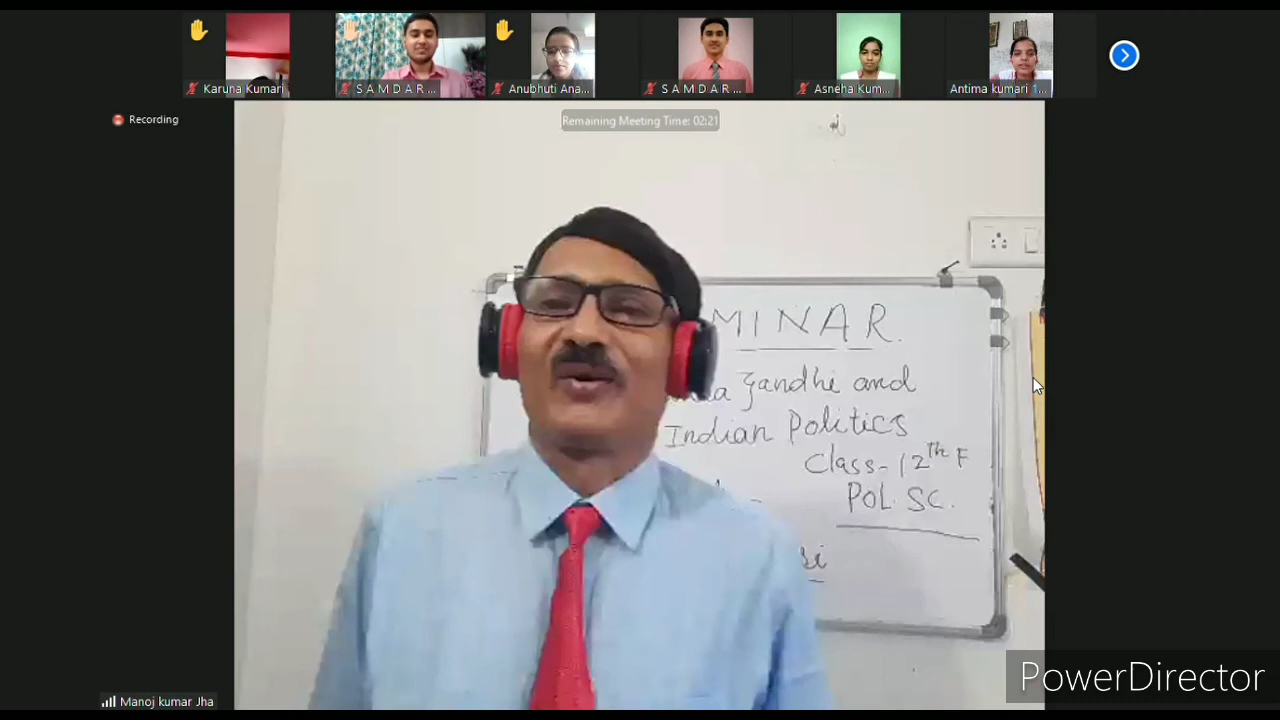 Karuna Kumari
S A M D A R ...
Anubhuti Ana...
S A M D A R ...
Asneha Kum...
Antima kumari 1...
Recording
Remaining Meeting Time: 02:21
MINAR.
Gandhi and
Indian Politics
Class-12th F
POL. SC.
Manoj kumar Jha
PowerDirector